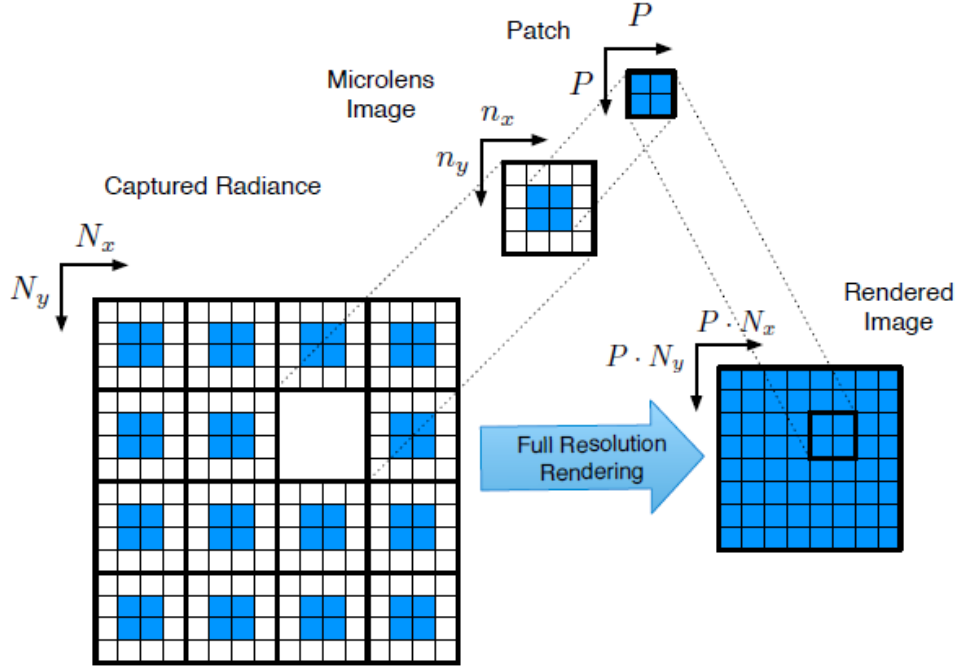 Patch
P
P
Microlens
Image
n_x
n_y
Captured Radiance
N_x
N_y
Rendered
Image
P · N_x
P · N_y
Full Resolution
Rendering